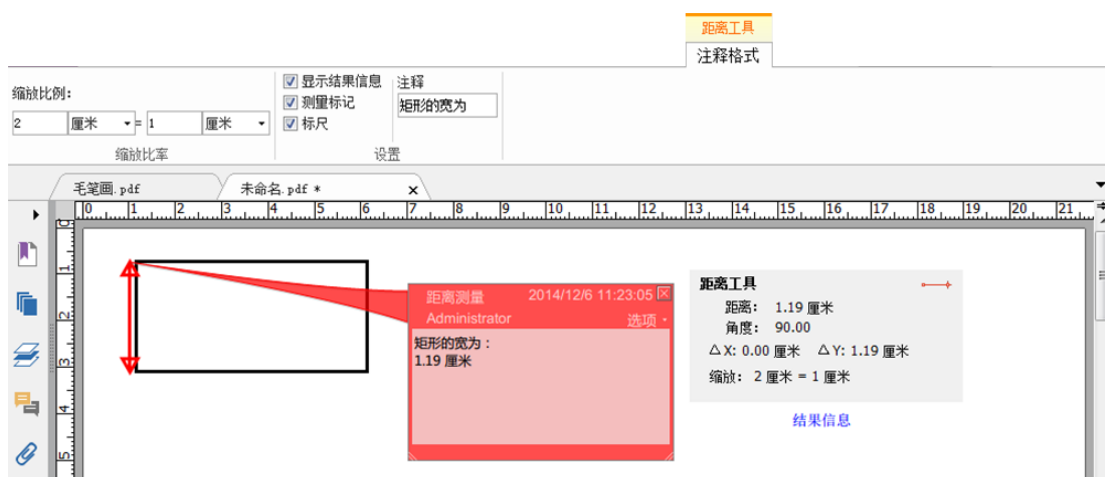 距离工具
注释格式
缩放比例:
2 厘米 = 1 厘米
缩放比率
显示结果信息
测量标记
标尺
注释
矩形的宽为
设置
毛笔画.pdf
未命名.pdf *
0 1 2 3 4 5 6 7 8 9 10 11 12 13 14 15 16 17 18 19 20 21
0
1
2
3
4
5
距离测量 2014/12/6 11:23:05
Administrator 选项
矩形的宽为:
1.19 厘米
距离工具
距离: 1.19 厘米
角度: 90.00
△X: 0.00 厘米 △Y: 1.19 厘米
缩放: 2 厘米 = 1 厘米
结果信息